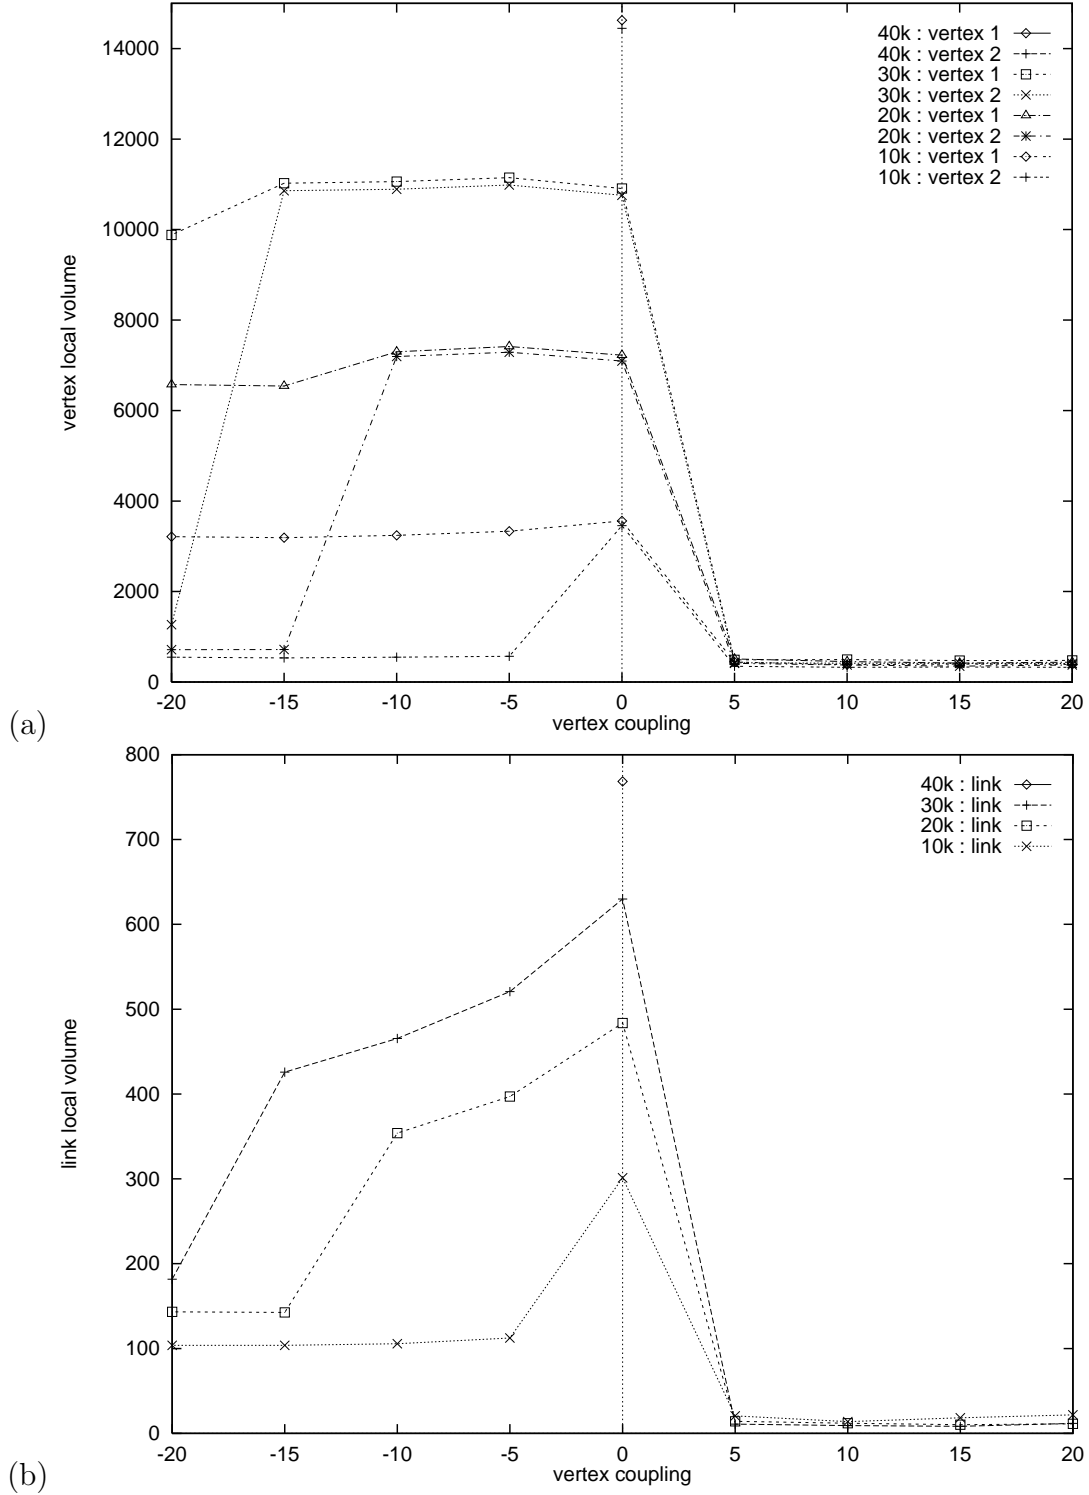 14000
12000
10000
8000
6000
4000
2000
0
vertex local volume
40k : vertex 1
40k : vertex 2
30k : vertex 1
30k : vertex 2
20k : vertex 1
20k : vertex 2
10k : vertex 1
10k : vertex 2
-20 -15 -10 -5 0 5 10 15 20
vertex coupling
(a)
800
700
600
500
400
300
200
100
0
link local volume
40k : link
30k : link
20k : link
10k : link
-20 -15 -10 -5 0 5 10 15 20
vertex coupling
(b)